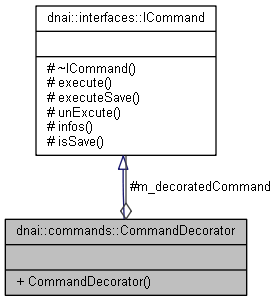 dnai::interfaces::ICommand
# ~ICommand()
# execute()
# executeSave()
# unExcute()
# infos()
# isSave()
#m_decoratedCommand
dnai::commands::CommandDecorator
+ CommandDecorator()